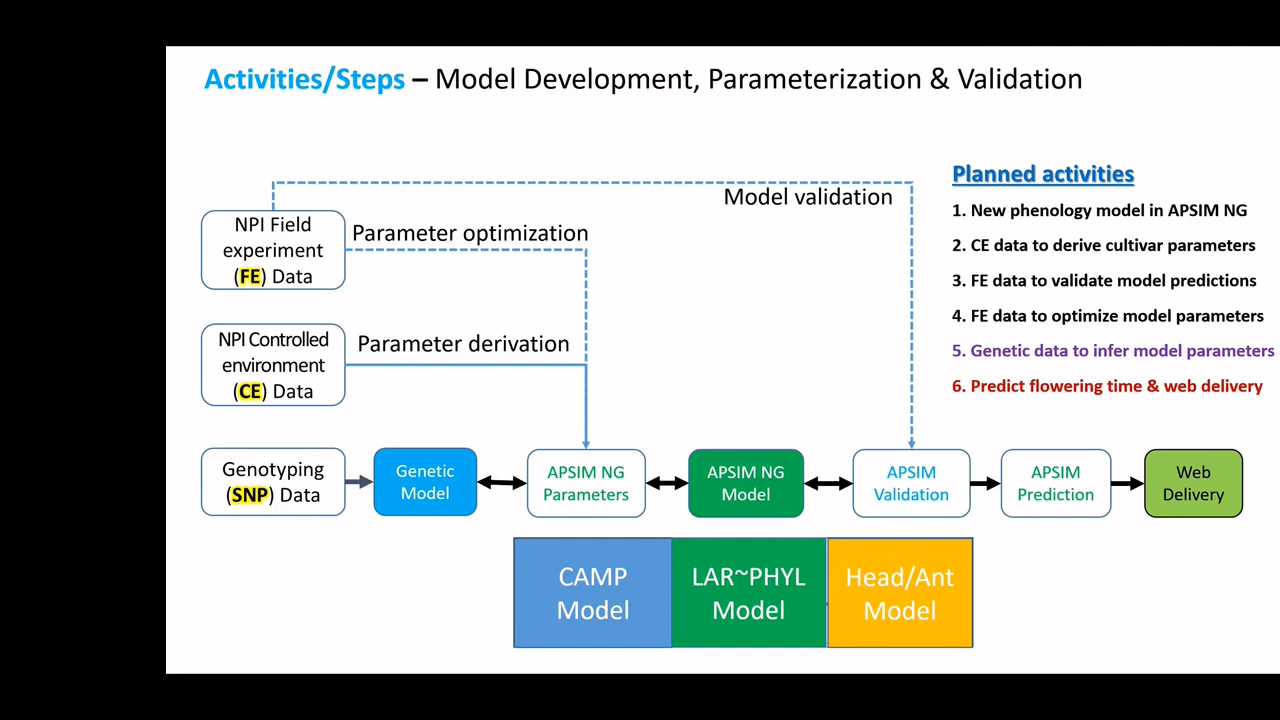 Activities/Steps – Model Development, Parameterization & Validation
Planned activities
1. New phenology model in APSIM NG
2. CE data to derive cultivar parameters
3. FE data to validate model predictions
4. FE data to optimize model parameters
5. Genetic data to infer model parameters
6. Predict flowering time & web delivery
Model validation
NPI Field
experiment
(FE) Data
Parameter optimization
NPI Controlled
environment
(CE) Data
Parameter derivation
Genotyping
(SNP) Data
Genetic
Model
APSIM NG
Parameters
APSIM NG
Model
APSIM
Validation
APSIM
Prediction
Web
Delivery
CAMP
Model
LAR~PHYL
Model
Head/Ant
Model